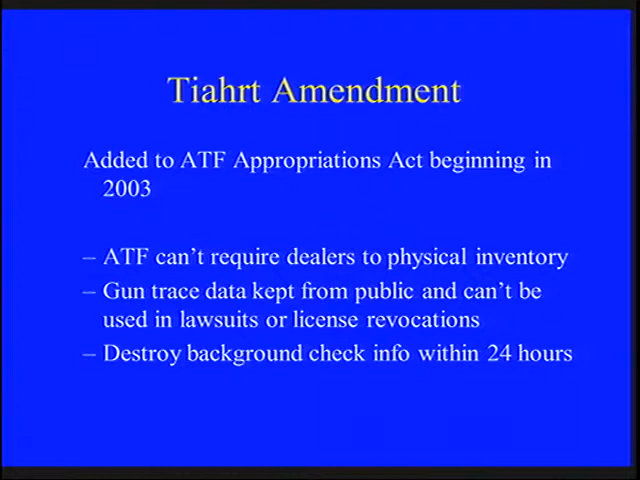 Tiahrt Amendment
Added to ATF Appropriations Act beginning in
2003
– ATF can't require dealers to physical inventory
– Gun trace data kept from public and can't be
used in lawsuits or license revocations
– Destroy background check info within 24 hours